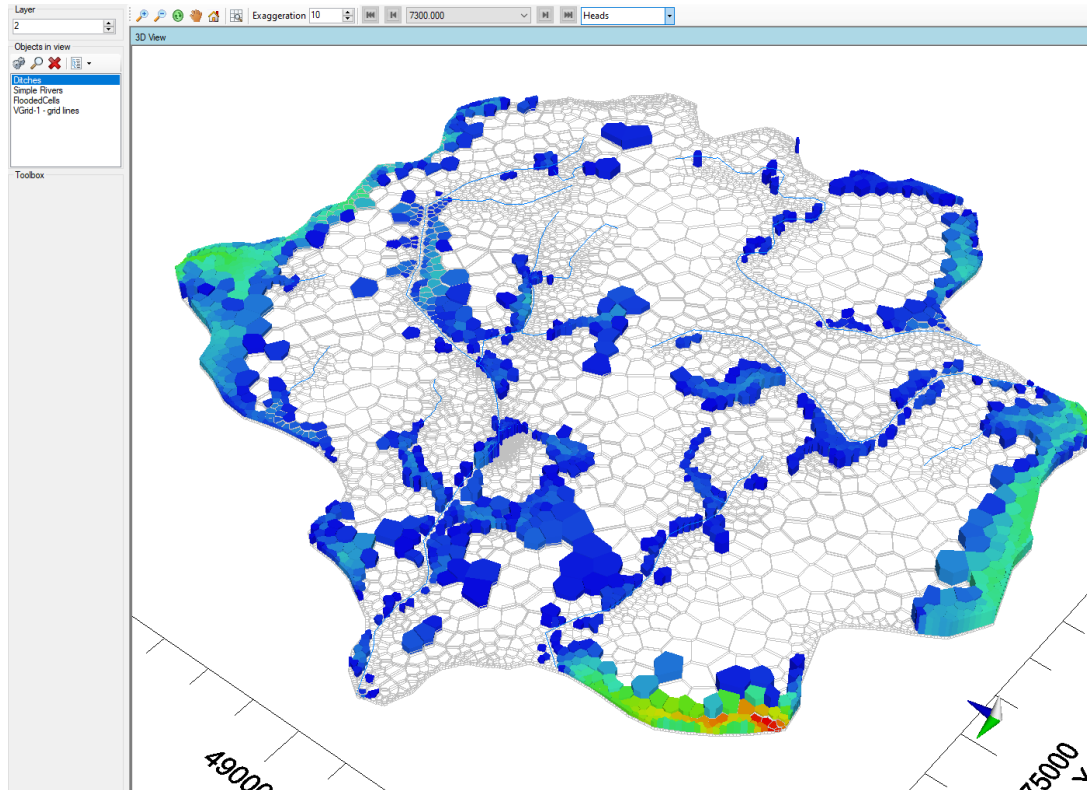 Layer
2
Exaggeration 10
7300.000
Heads
3D View
Objects in view
Ditches
Simple Rivers
FloodedCells
VGrid-1 - grid lines
Toolbox
49000
75000